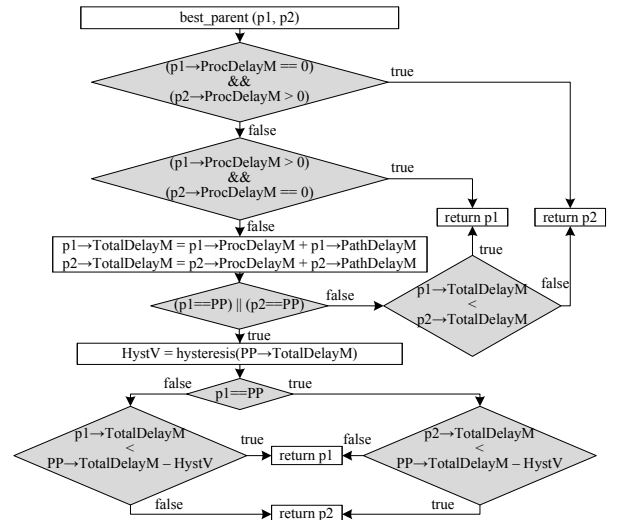 best_parent (p1, p2)
(p1→ProcDelayM == 0)
&&
(p2→ProcDelayM > 0)
true
false
(p1→ProcDelayM > 0)
&&
(p2→ProcDelayM == 0)
true
false
return p1
return p2
p1→TotalDelayM = p1→ProcDelayM + p1→PathDelayM
p2→TotalDelayM = p2→ProcDelayM + p2→PathDelayM
true
false
p1→TotalDelayM
<
p2→TotalDelayM
(p1==PP) || (p2==PP)
false
true
HystV = hysteresis(PP→TotalDelayM)
false
true
p1==PP
p1→TotalDelayM
<
PP→TotalDelayM – HystV
true
return p1
false
p2→TotalDelayM
<
PP→TotalDelayM – HystV
false
return p2
true